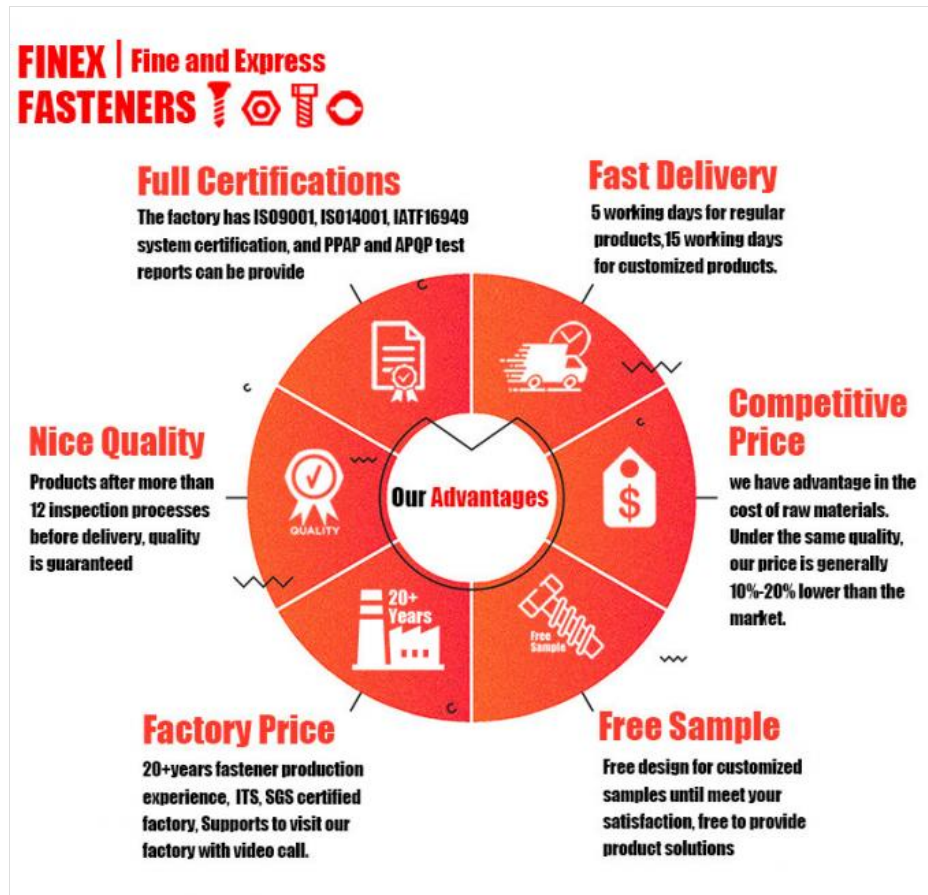 FINEX | Fine and Express
FASTENERS
Full Certifications
The factory has ISO9001, ISO14001, IATF16949
system certification, and PPAP and APQP test
reports can be provide
Fast Delivery
5 working days for regular
products,15 working days
for customized products.
Nice Quality
Products after more than
12 inspection processes
before delivery, quality
is guaranteed
QUALITY
Our Advantages
$
Competitive
Price
we have advantage in the
cost of raw materials.
Under the same quality,
our price is generally
10%-20% lower than the
market.
20+
Years
Free
Sample
Factory Price
20+years fastener production
experience, ITS, SGS certified
factory, Supports to visit our
factory with video call.
Free Sample
Free design for customized
samples until meet your
satisfaction, free to provide
product solutions